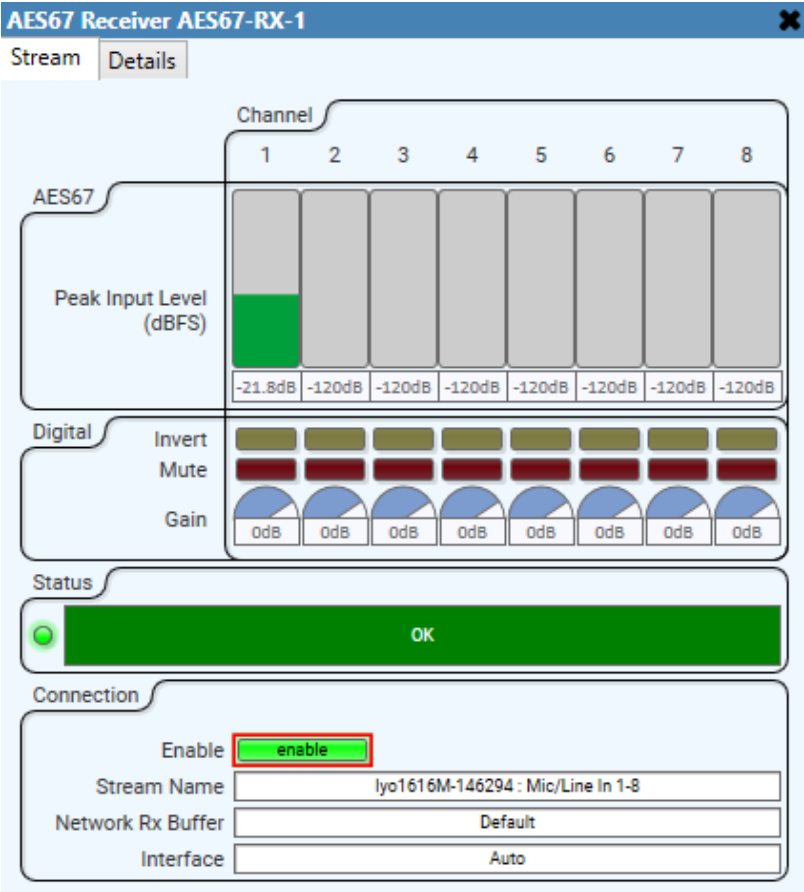 AES67 Receiver AES67-RX-1
Stream Details
Channel
1 2 3 4 5 6 7 8
AES67
Peak Input Level
(dBFS)
-21.8dB -120dB -120dB -120dB -120dB -120dB -120dB -120dB
Digital
Invert
Mute
Gain
0dB 0dB 0dB 0dB 0dB 0dB 0dB 0dB
Status
OK
Connection
Enable enable
Stream Name lyo1616M-146294 : Mic/Line In 1-8
Network Rx Buffer Default
Interface Auto